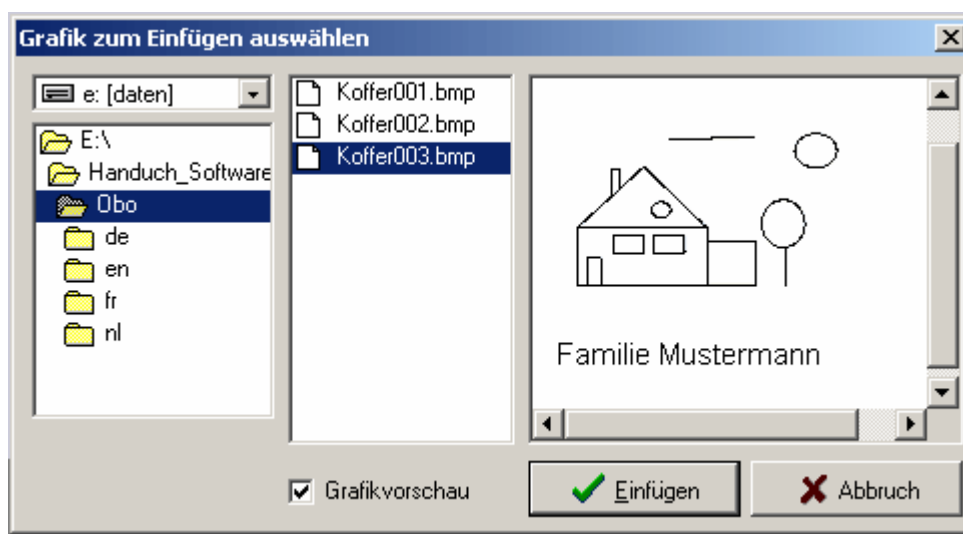 Grafik zum Einfügen auswählen
e: [daten]
E:\
Handuch_Software
Obo
de
en
fr
nl
Koffer001.bmp
Koffer002.bmp
Koffer003.bmp
Familie Mustermann
Grafikvorschau
Einfügen
Abbruch